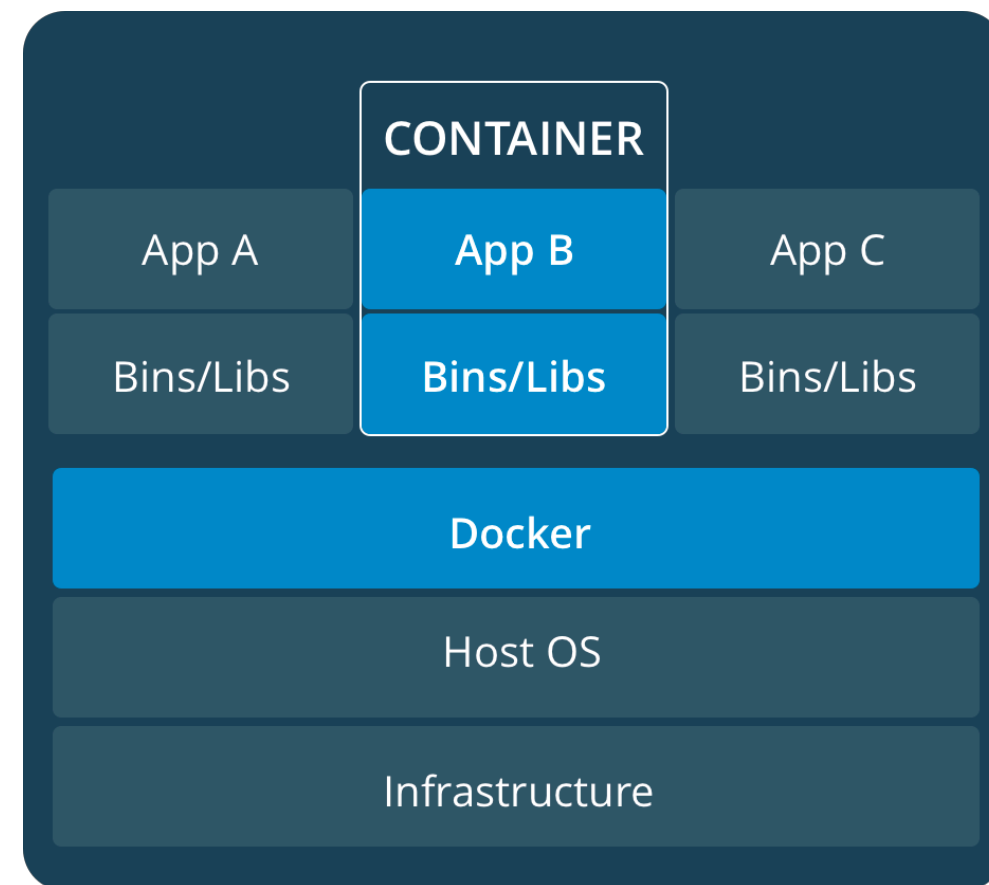 CONTAINER
App A
App B
App C
Bins/Libs
Bins/Libs
Bins/Libs
Docker
Host OS
Infrastructure